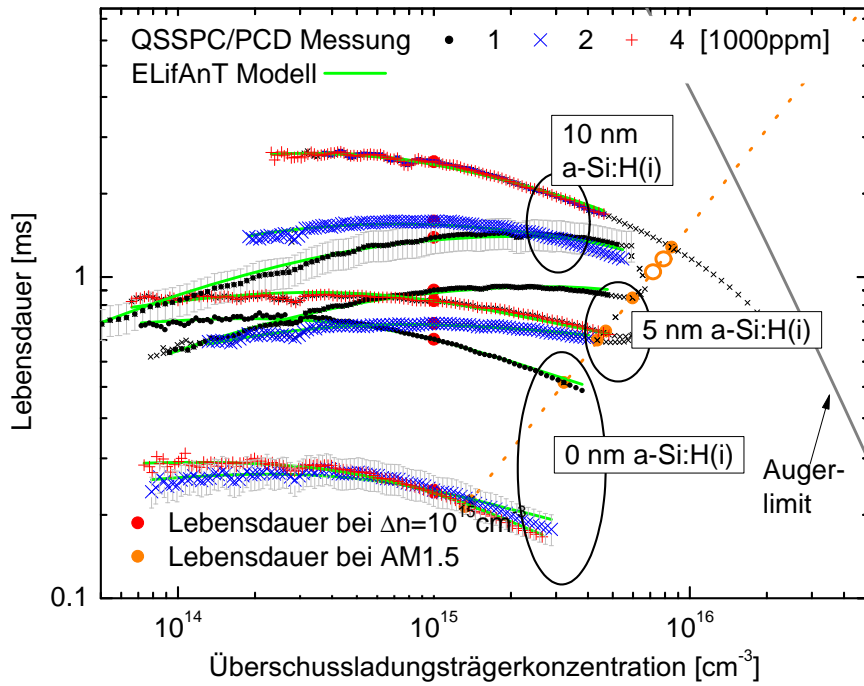 QSSPC/PCD Messung 1 2 4 [1000ppm]
ELifAnT Modell
10 nm
a-Si:H(i)
5 nm a-Si:H(i)
0 nm a-Si:H(i)
Auger-
limit
Lebensdauer bei Δn=10¹⁵cm⁻³
Lebensdauer bei AM1.5
Lebensdauer [ms]
1
0.1
10¹⁴ 10¹⁵ 10¹⁶
Überschussladungsträgerkonzentration [cm⁻³]